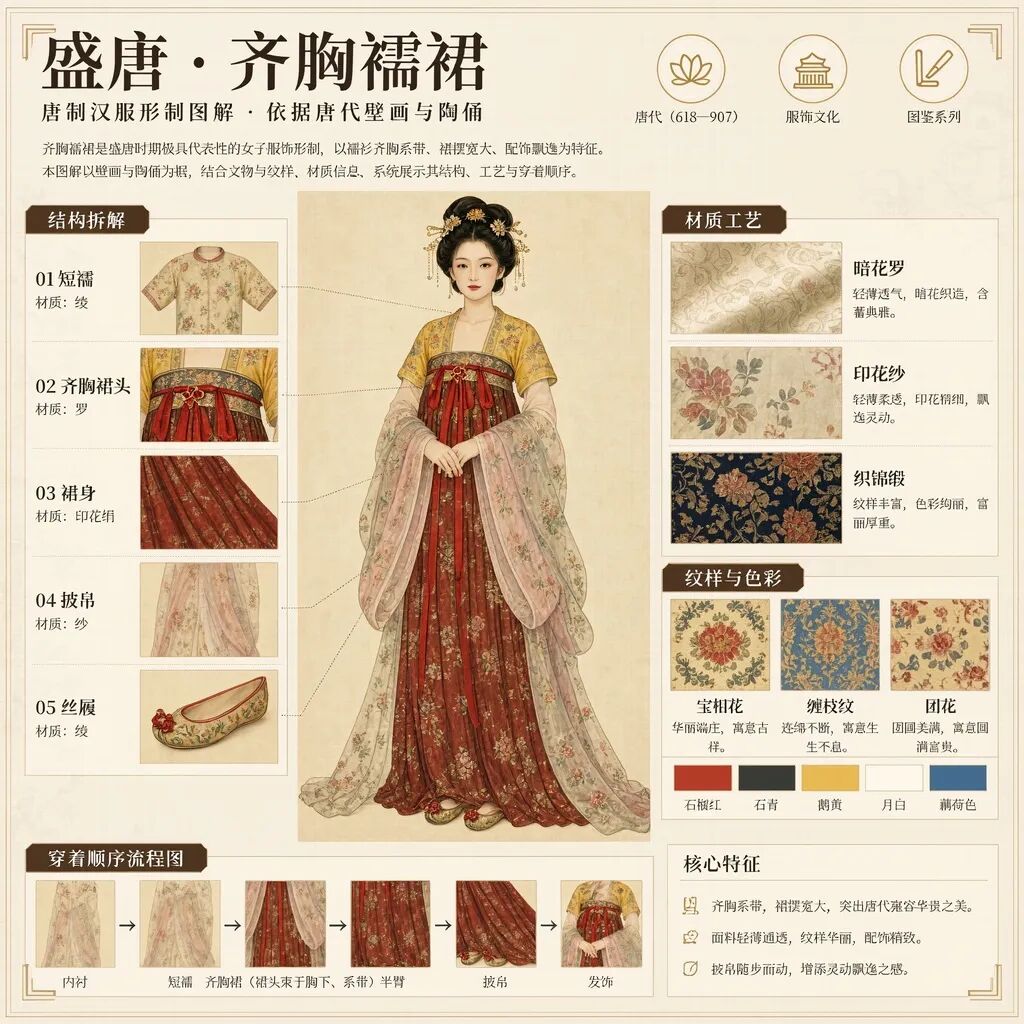 盛唐·齐胸襦裙
唐制汉服形制图解 · 依据唐代壁画与陶俑
齐胸襦裙是盛唐时期极具代表性的女子服饰形制，以襦衫齐胸系带、裙摆宽大、配饰飘逸为特征。
本图解以壁画与陶俑为据，结合文物与纹样、材质信息、系统展示其结构、工艺与穿着顺序。
唐代（618—907）
服饰文化
图鉴系列
结构拆解
01 短襦
材质：绫
02 齐胸裙头
材质：罗
03 裙身
材质：印花绢
04 披帛
材质：纱
05 丝履
材质：绫
材质工艺
暗花罗
轻薄透气，暗花织造，含
蓄典雅。
印花纱
轻薄柔透，印花精细，飘
逸灵动。
织锦缎
纹样丰富，色彩绚丽，富
丽厚重。
纹样与色彩
宝相花
华丽端庄，寓意吉
祥。
缠枝纹
连绵不断，寓意生
生不息。
团花
团圆美满，寓意圆
满富贵。
石榴红
石青
鹅黄
月白
藕荷色
穿着顺序流程图
内衬
短襦
齐胸裙（裙头束于胸下、系带）半臂
披帛
发饰
核心特征
齐胸系带，裙摆宽大，突出唐代雍容华贵之美。
面料轻薄通透，纹样华丽，配饰精致。
披帛随步而动，增添灵动飘逸之感。